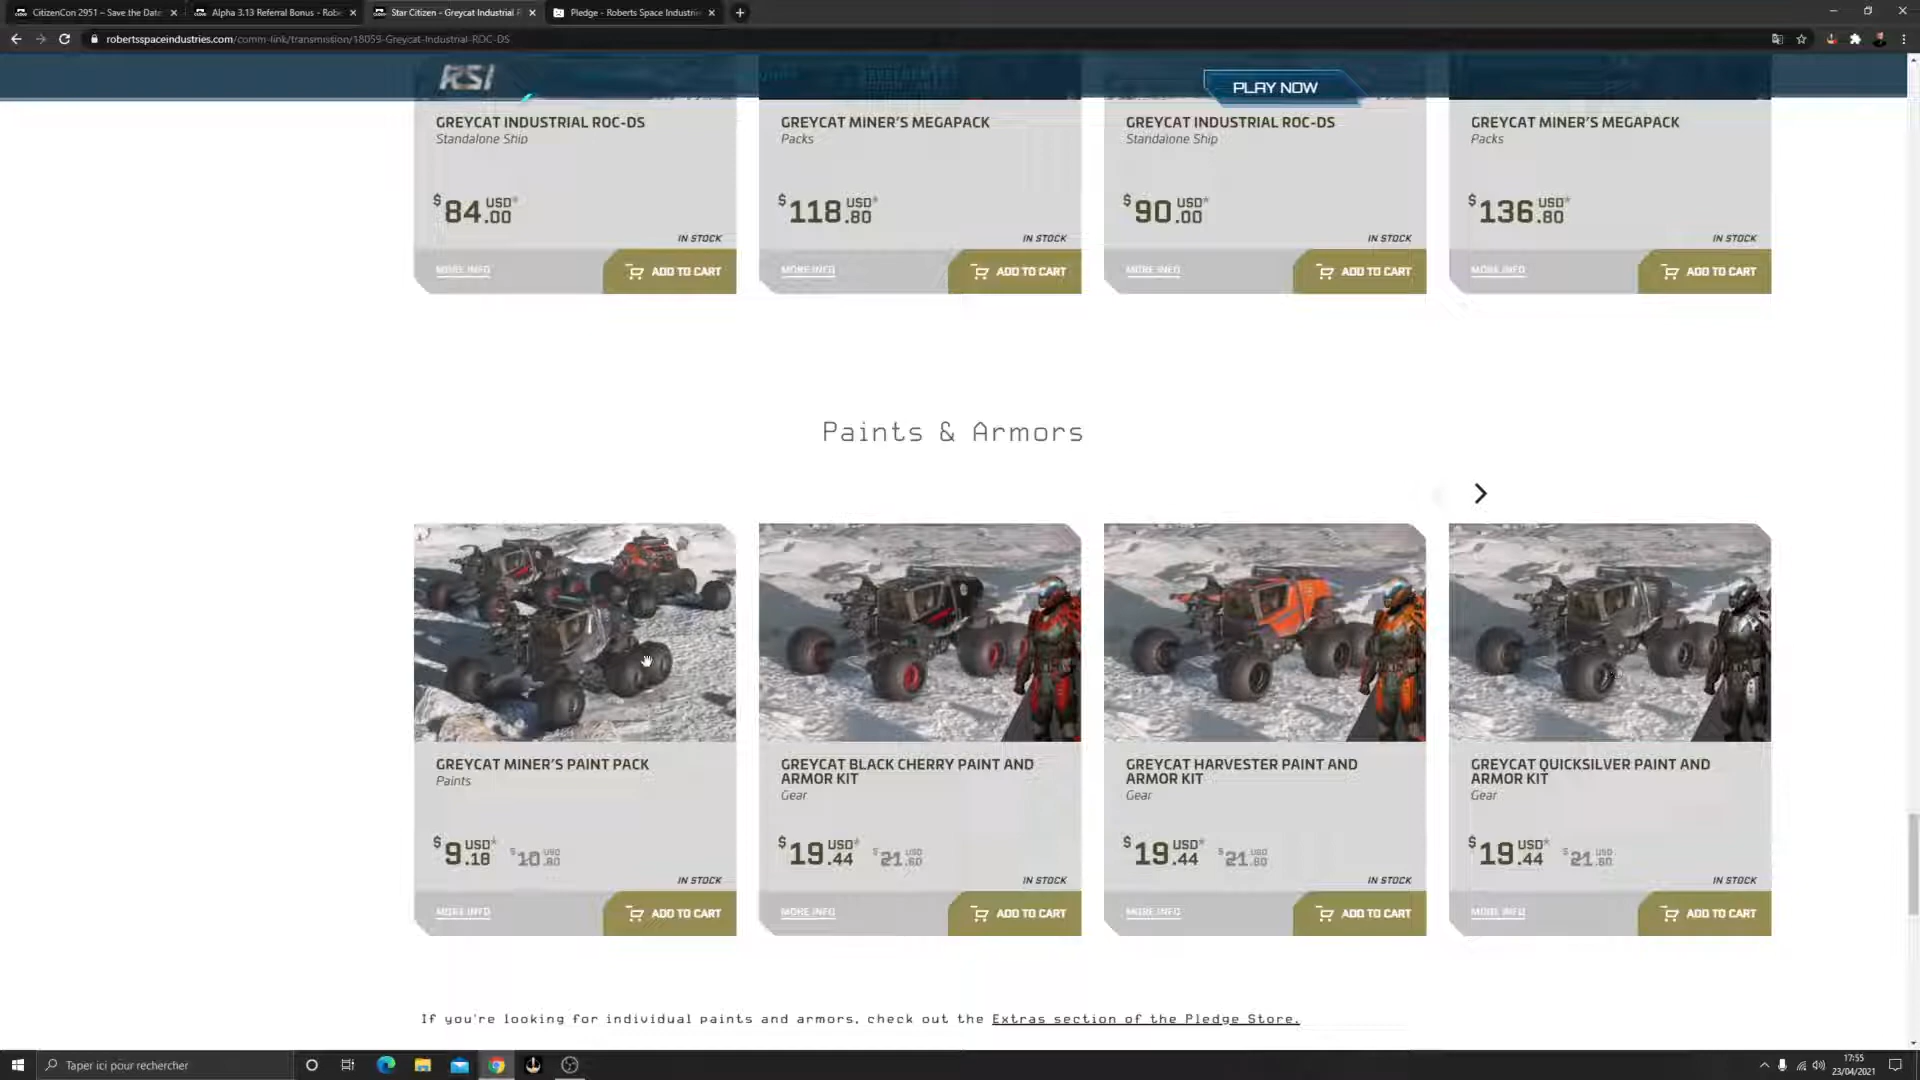 CitizenCon 2951 – Save the Date
Alpha 3.13 Referral Bonus - Rob
Star Citizen - Greycat Industrial
Pledge - Roberts Space Industrie
robertsspaceindustries.com/comm-link/transmission/18059-Greycat-Industrial-ROC-DS
RSI
PLAY NOW
GREYCAT INDUSTRIAL ROC-DS
Standalone Ship
$84.00 USD*
IN STOCK
MORE INFO
ADD TO CART
GREYCAT MINER'S MEGAPACK
Packs
$118.80 USD*
IN STOCK
MORE INFO
ADD TO CART
GREYCAT INDUSTRIAL ROC-DS
Standalone Ship
$90.00 USD*
IN STOCK
MORE INFO
ADD TO CART
GREYCAT MINER'S MEGAPACK
Packs
$136.80 USD*
IN STOCK
MORE INFO
ADD TO CART
Paints & Armors
GREYCAT MINER'S PAINT PACK
Paints
$9.18 USD* $10.80 USD
IN STOCK
MORE INFO
ADD TO CART
GREYCAT BLACK CHERRY PAINT AND
ARMOR KIT
Gear
$19.44 USD* $21.60 USD
IN STOCK
MORE INFO
ADD TO CART
GREYCAT HARVESTER PAINT AND
ARMOR KIT
Gear
$19.44 USD* $21.60 USD
IN STOCK
MORE INFO
ADD TO CART
GREYCAT QUICKSILVER PAINT AND
ARMOR KIT
Gear
$19.44 USD* $21.60 USD
IN STOCK
MORE INFO
ADD TO CART
If you're looking for individual paints and armors, check out the Extras section of the Pledge Store.
Taper ici pour rechercher
17:55
23/04/2021